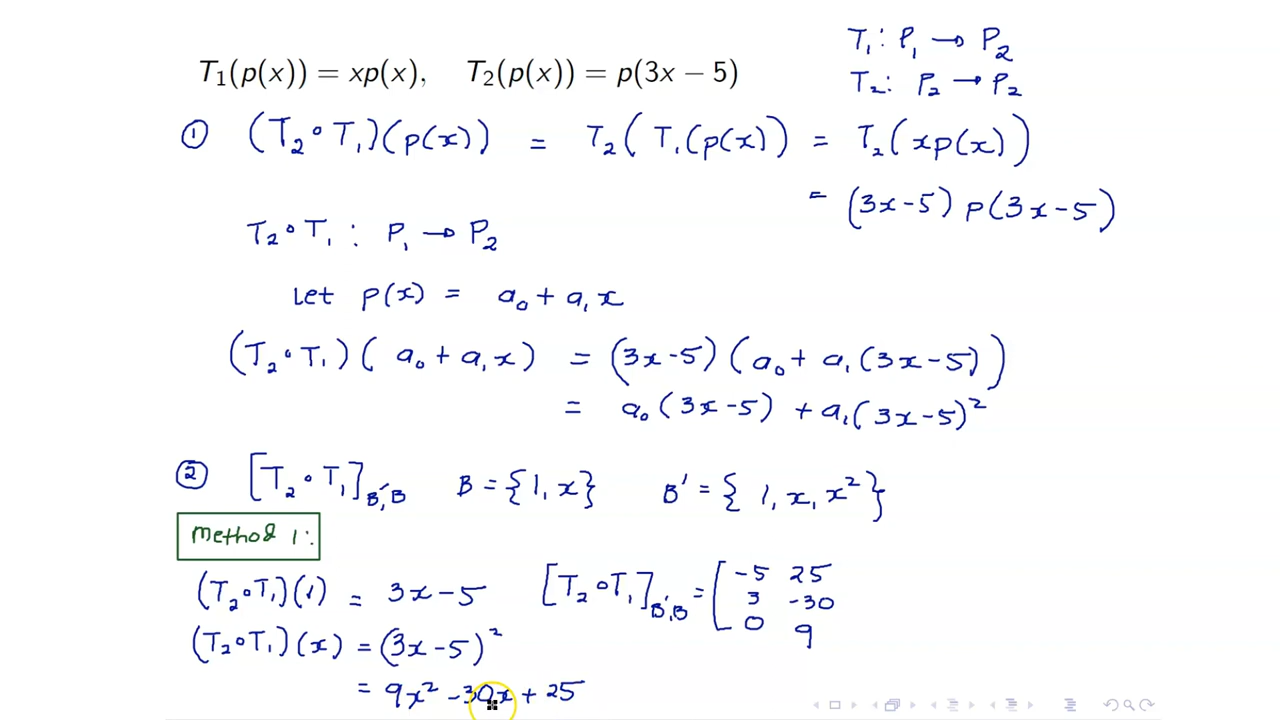 T₁: P₁ → P₂
T₁(p(x)) = xp(x), T₂(p(x)) = p(3x − 5)
T₂: P₂ → P₂
① (T₂∘T₁)(p(x)) = T₂(T₁(p(x)) = T₂(xp(x))
= (3x-5) p(3x-5)
T₂∘T₁: P₁ → P₂
Let p(x) = a₀ + a₁x
(T₂∘T₁)(a₀ + a₁x) = (3x-5)(a₀ + a₁(3x-5))
= a₀(3x-5) + a₁(3x-5)²
② [T₂∘T₁]B′,B B = {1, x} B′ = {1, x, x²}
Method 1:
(T₂∘T₁)(1) = 3x-5 [T₂∘T₁]B′,B = [ -5 25
3 -30
0 9
(T₂∘T₁)(x) = (3x-5)²
= 9x² -30x + 25